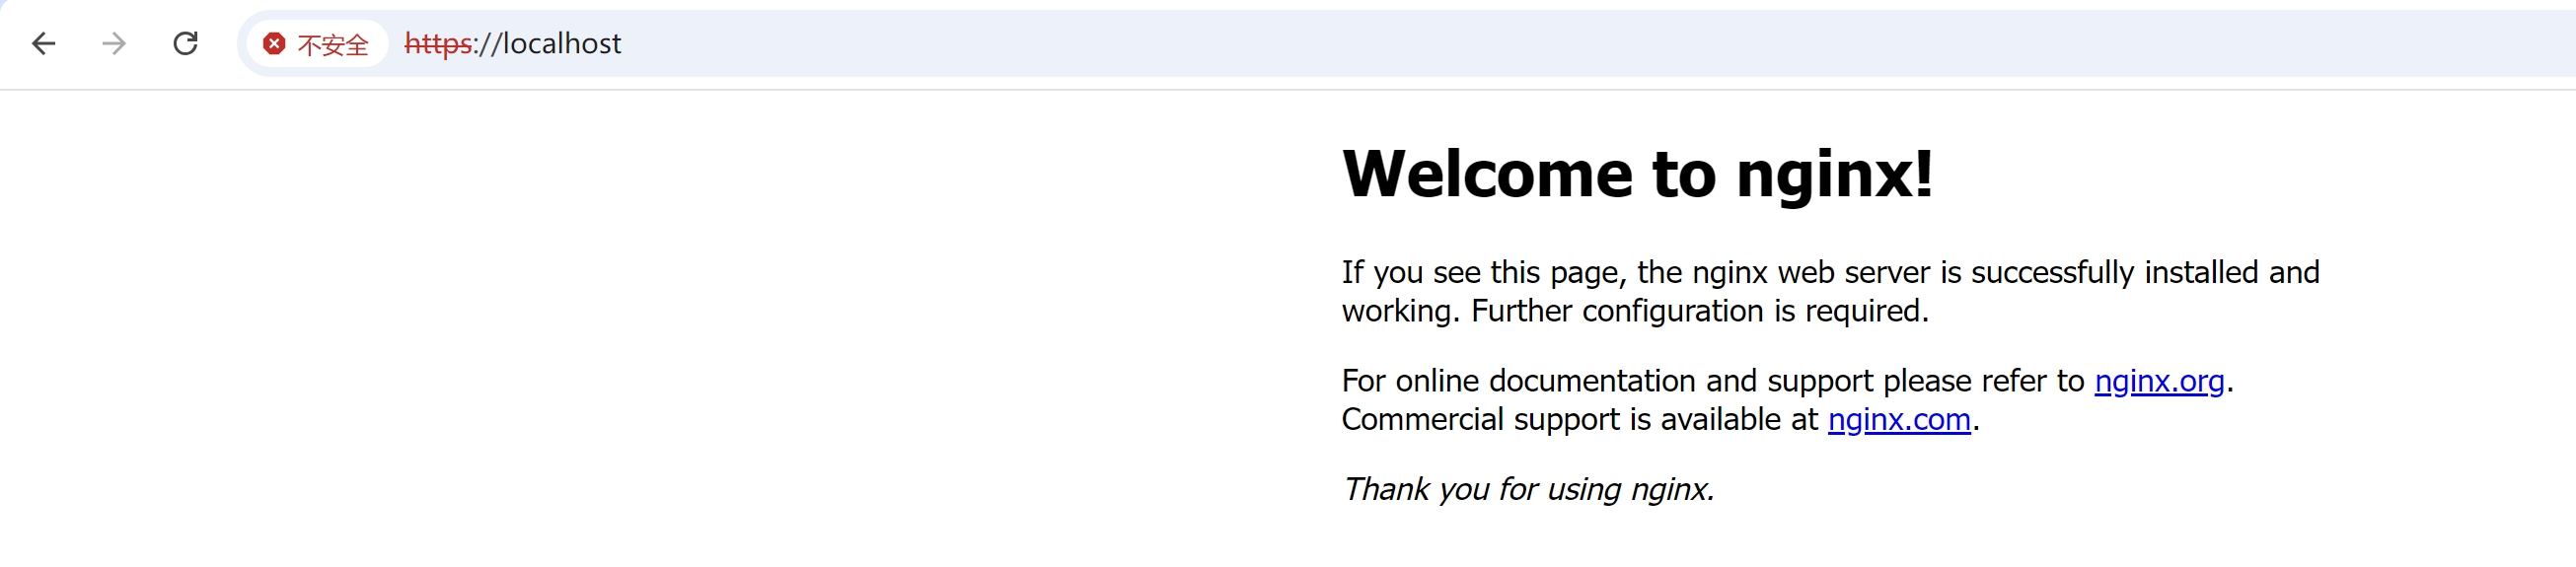 不安全 https://localhost
Welcome to nginx!
If you see this page, the nginx web server is successfully installed and
working. Further configuration is required.
For online documentation and support please refer to nginx.org.
Commercial support is available at nginx.com.
Thank you for using nginx.